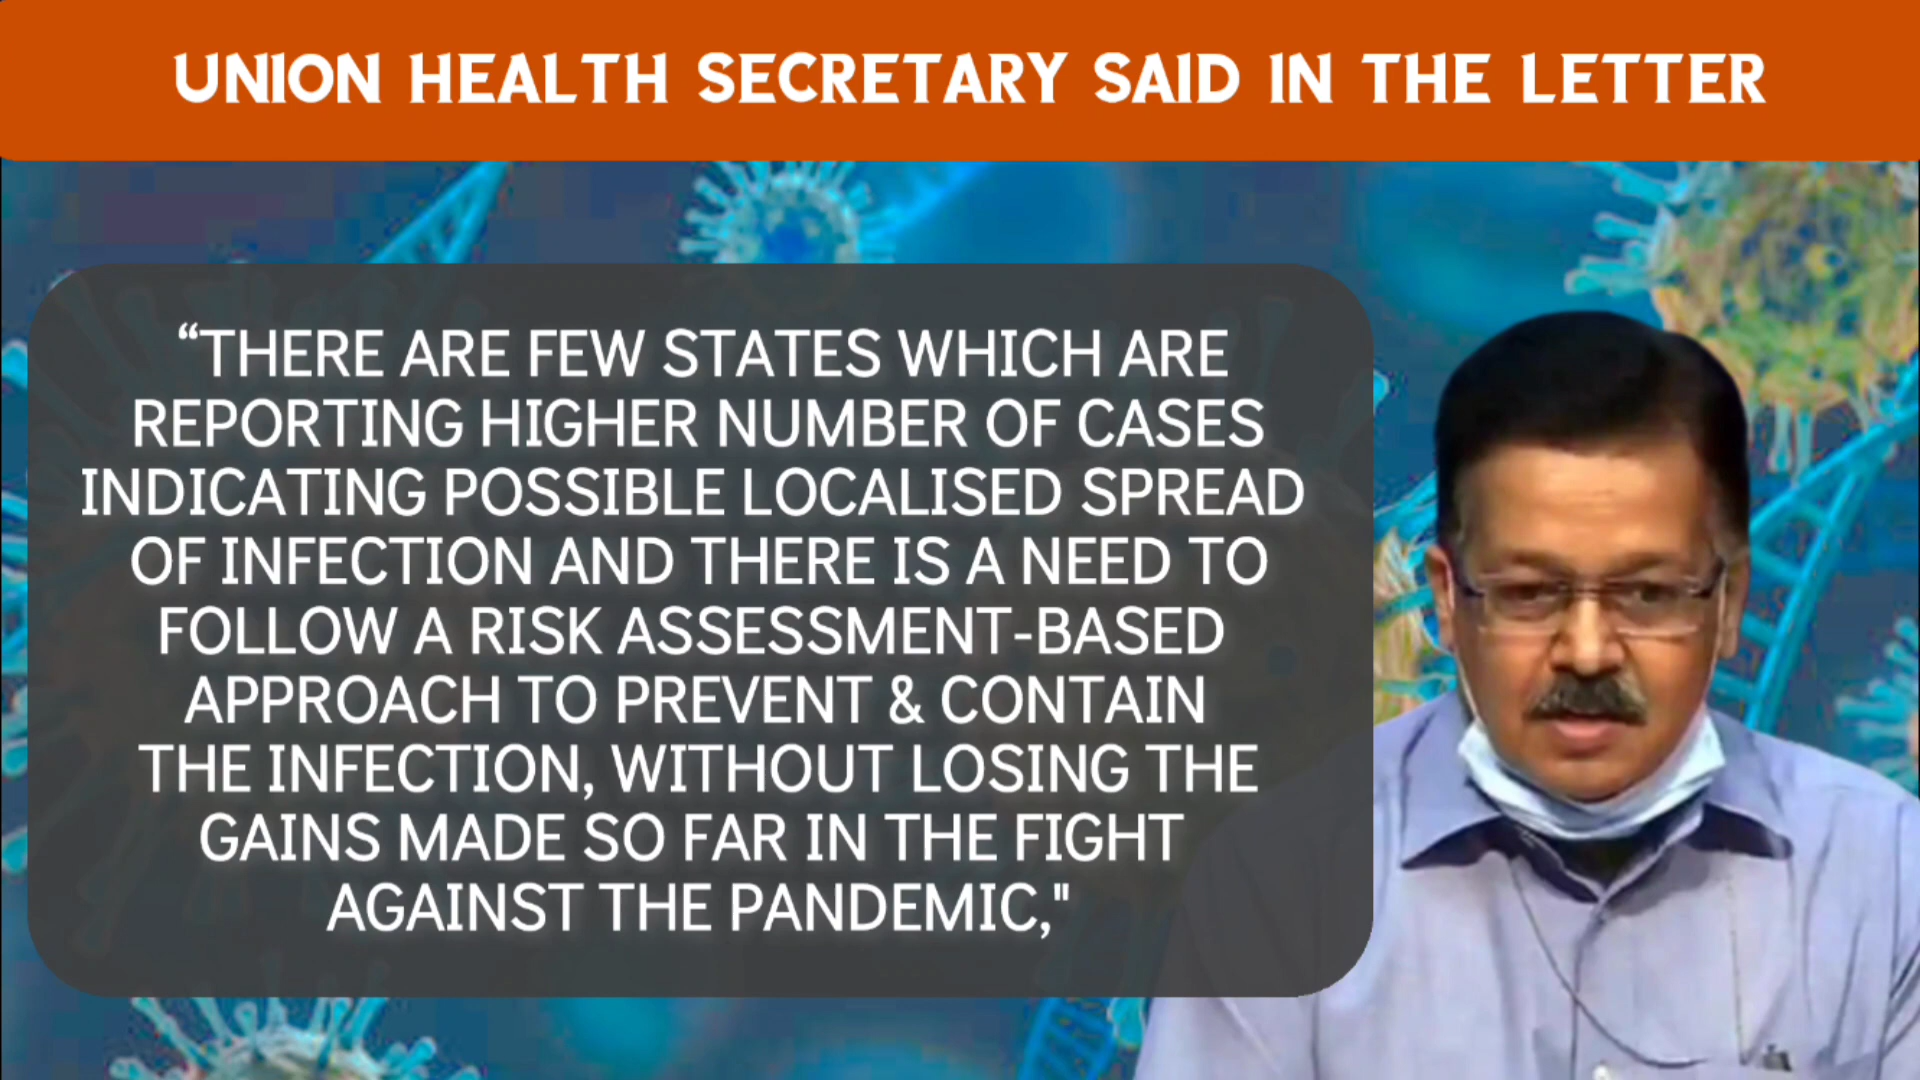 UNION HEALTH SECRETARY SAID IN THE LETTER
“THERE ARE FEW STATES WHICH ARE
REPORTING HIGHER NUMBER OF CASES
INDICATING POSSIBLE LOCALISED SPREAD
OF INFECTION AND THERE IS A NEED TO
FOLLOW A RISK ASSESSMENT-BASED
APPROACH TO PREVENT & CONTAIN
THE INFECTION, WITHOUT LOSING THE
GAINS MADE SO FAR IN THE FIGHT
AGAINST THE PANDEMIC,"